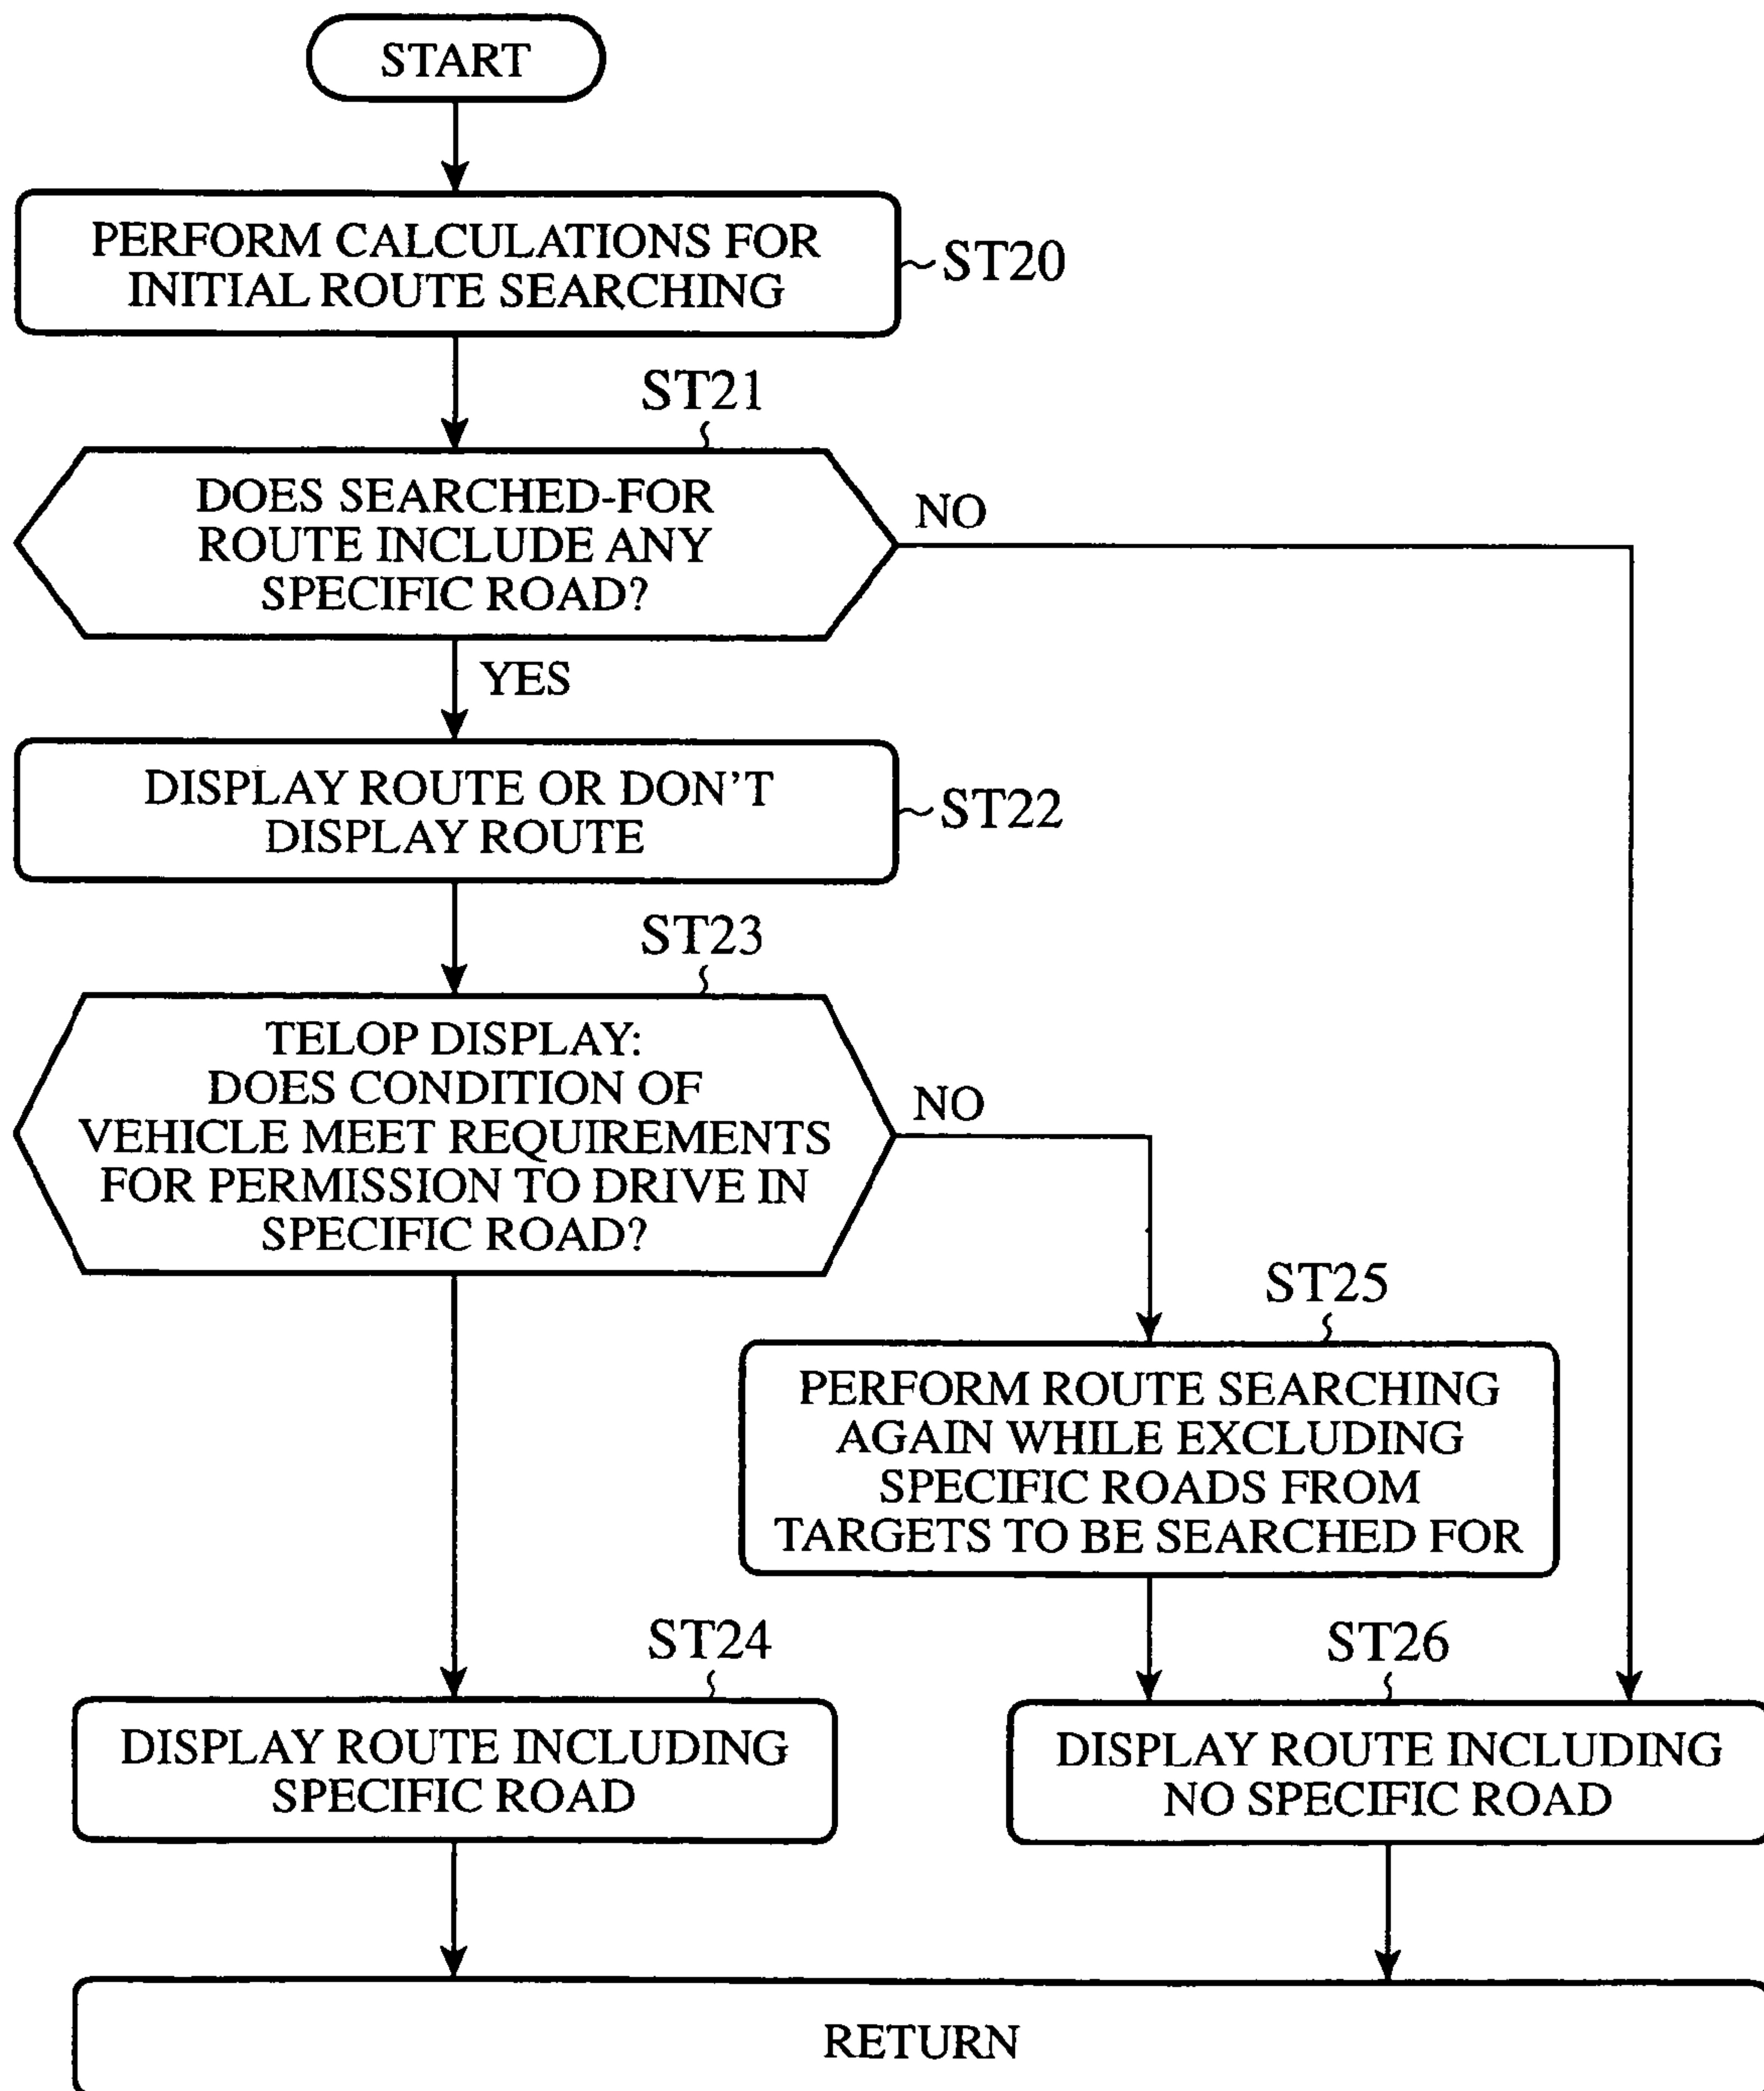 START
PERFORM CALCULATIONS FOR
INITIAL ROUTE SEARCHING
ST20
ST21
DOES SEARCHED-FOR
ROUTE INCLUDE ANY
SPECIFIC ROAD?
NO
YES
DISPLAY ROUTE OR DON'T
DISPLAY ROUTE
ST22
ST23
TELOP DISPLAY:
DOES CONDITION OF
VEHICLE MEET REQUIREMENTS
FOR PERMISSION TO DRIVE IN
SPECIFIC ROAD?
NO
ST25
PERFORM ROUTE SEARCHING
AGAIN WHILE EXCLUDING
SPECIFIC ROADS FROM
TARGETS TO BE SEARCHED FOR
ST24
DISPLAY ROUTE INCLUDING
SPECIFIC ROAD
ST26
DISPLAY ROUTE INCLUDING
NO SPECIFIC ROAD
RETURN